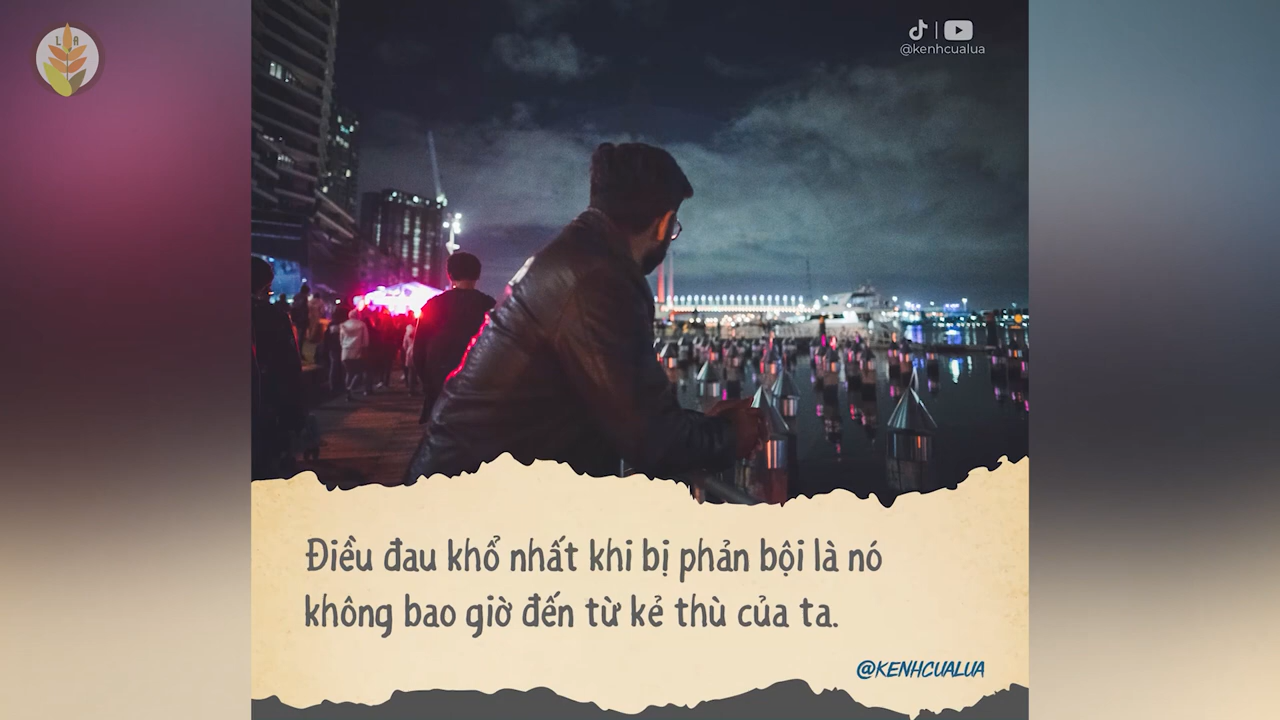 L A
@kenhcualua
Điều đau khổ nhất khi bị phản bội là nó
không bao giờ đến từ kẻ thù của ta.
@KENHCUALUA